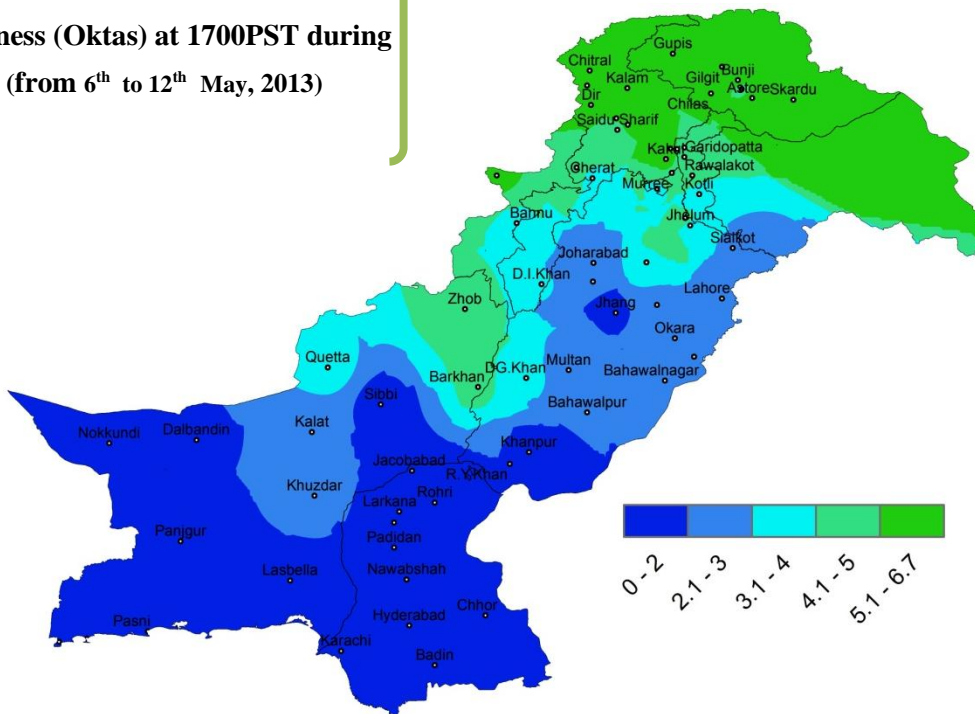 ness (Oktas) at 1700PST during
(from 6th to 12th May, 2013)
Gupis
Chitral
Bunji
Kalam
Gilgit
Astore
Skardu
Dir
Chilas
Saidu Sharif
Kakul
Garidopatta
Cherat
Rawalakot
Murree
Kotli
Bannu
Jhelum
Sialkot
Joharabad
D.I.Khan
Zhob
Jhang
Lahore
Okara
Quetta
Multan
DG.Khan
Barkhan
Bahawalnagar
Sibbi
Bahawalpur
Kalat
Nokkundi
Dalbandin
Khanpur
Jacobabad
R.Y.Khan
Khuzdar
Rohri
Larkana
Panjgur
Padidan
Lasbella
Nawabshah
Chhor
Pasni
Hyderabad
Karachi
Badin
0 - 2
2.1 - 3
3.1 - 4
4.1 - 5
5.1 - 6.7